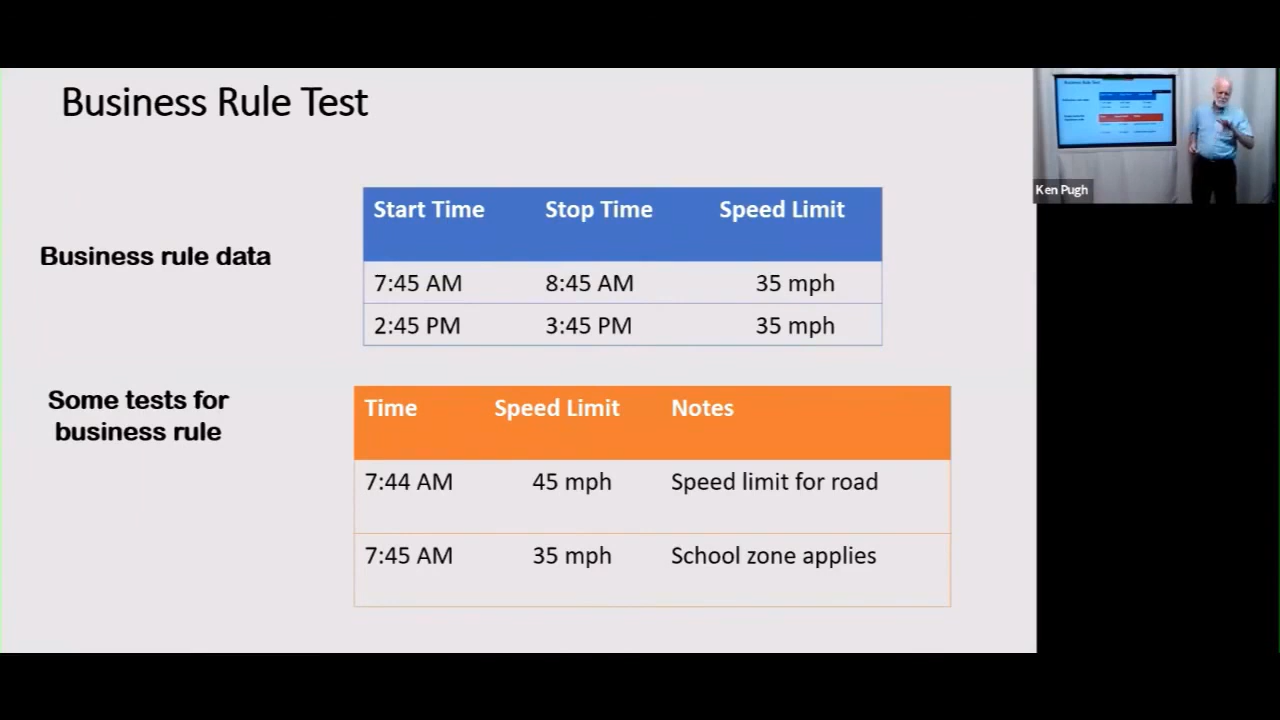 Business Rule Test
Ken Pugh
Business rule data
Start Time Stop Time Speed Limit
7:45 AM 8:45 AM 35 mph
2:45 PM 3:45 PM 35 mph
Some tests for
business rule
Time Speed Limit Notes
7:44 AM 45 mph Speed limit for road
7:45 AM 35 mph School zone applies